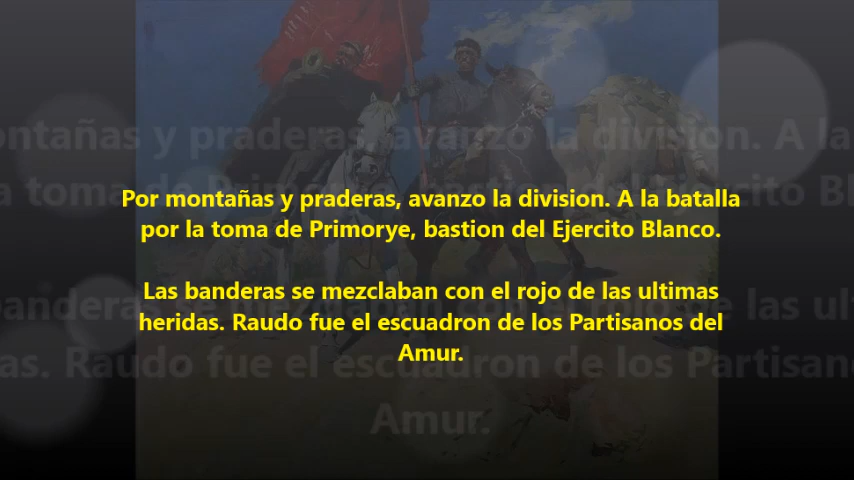 Por montañas y praderas, avanzo la division. A la batalla
por la toma de Primorye, bastion del Ejercito Blanco.
Las banderas se mezclaban con el rojo de las ultimas
heridas. Raudo fue el escuadron de los Partisanos del
Amur.